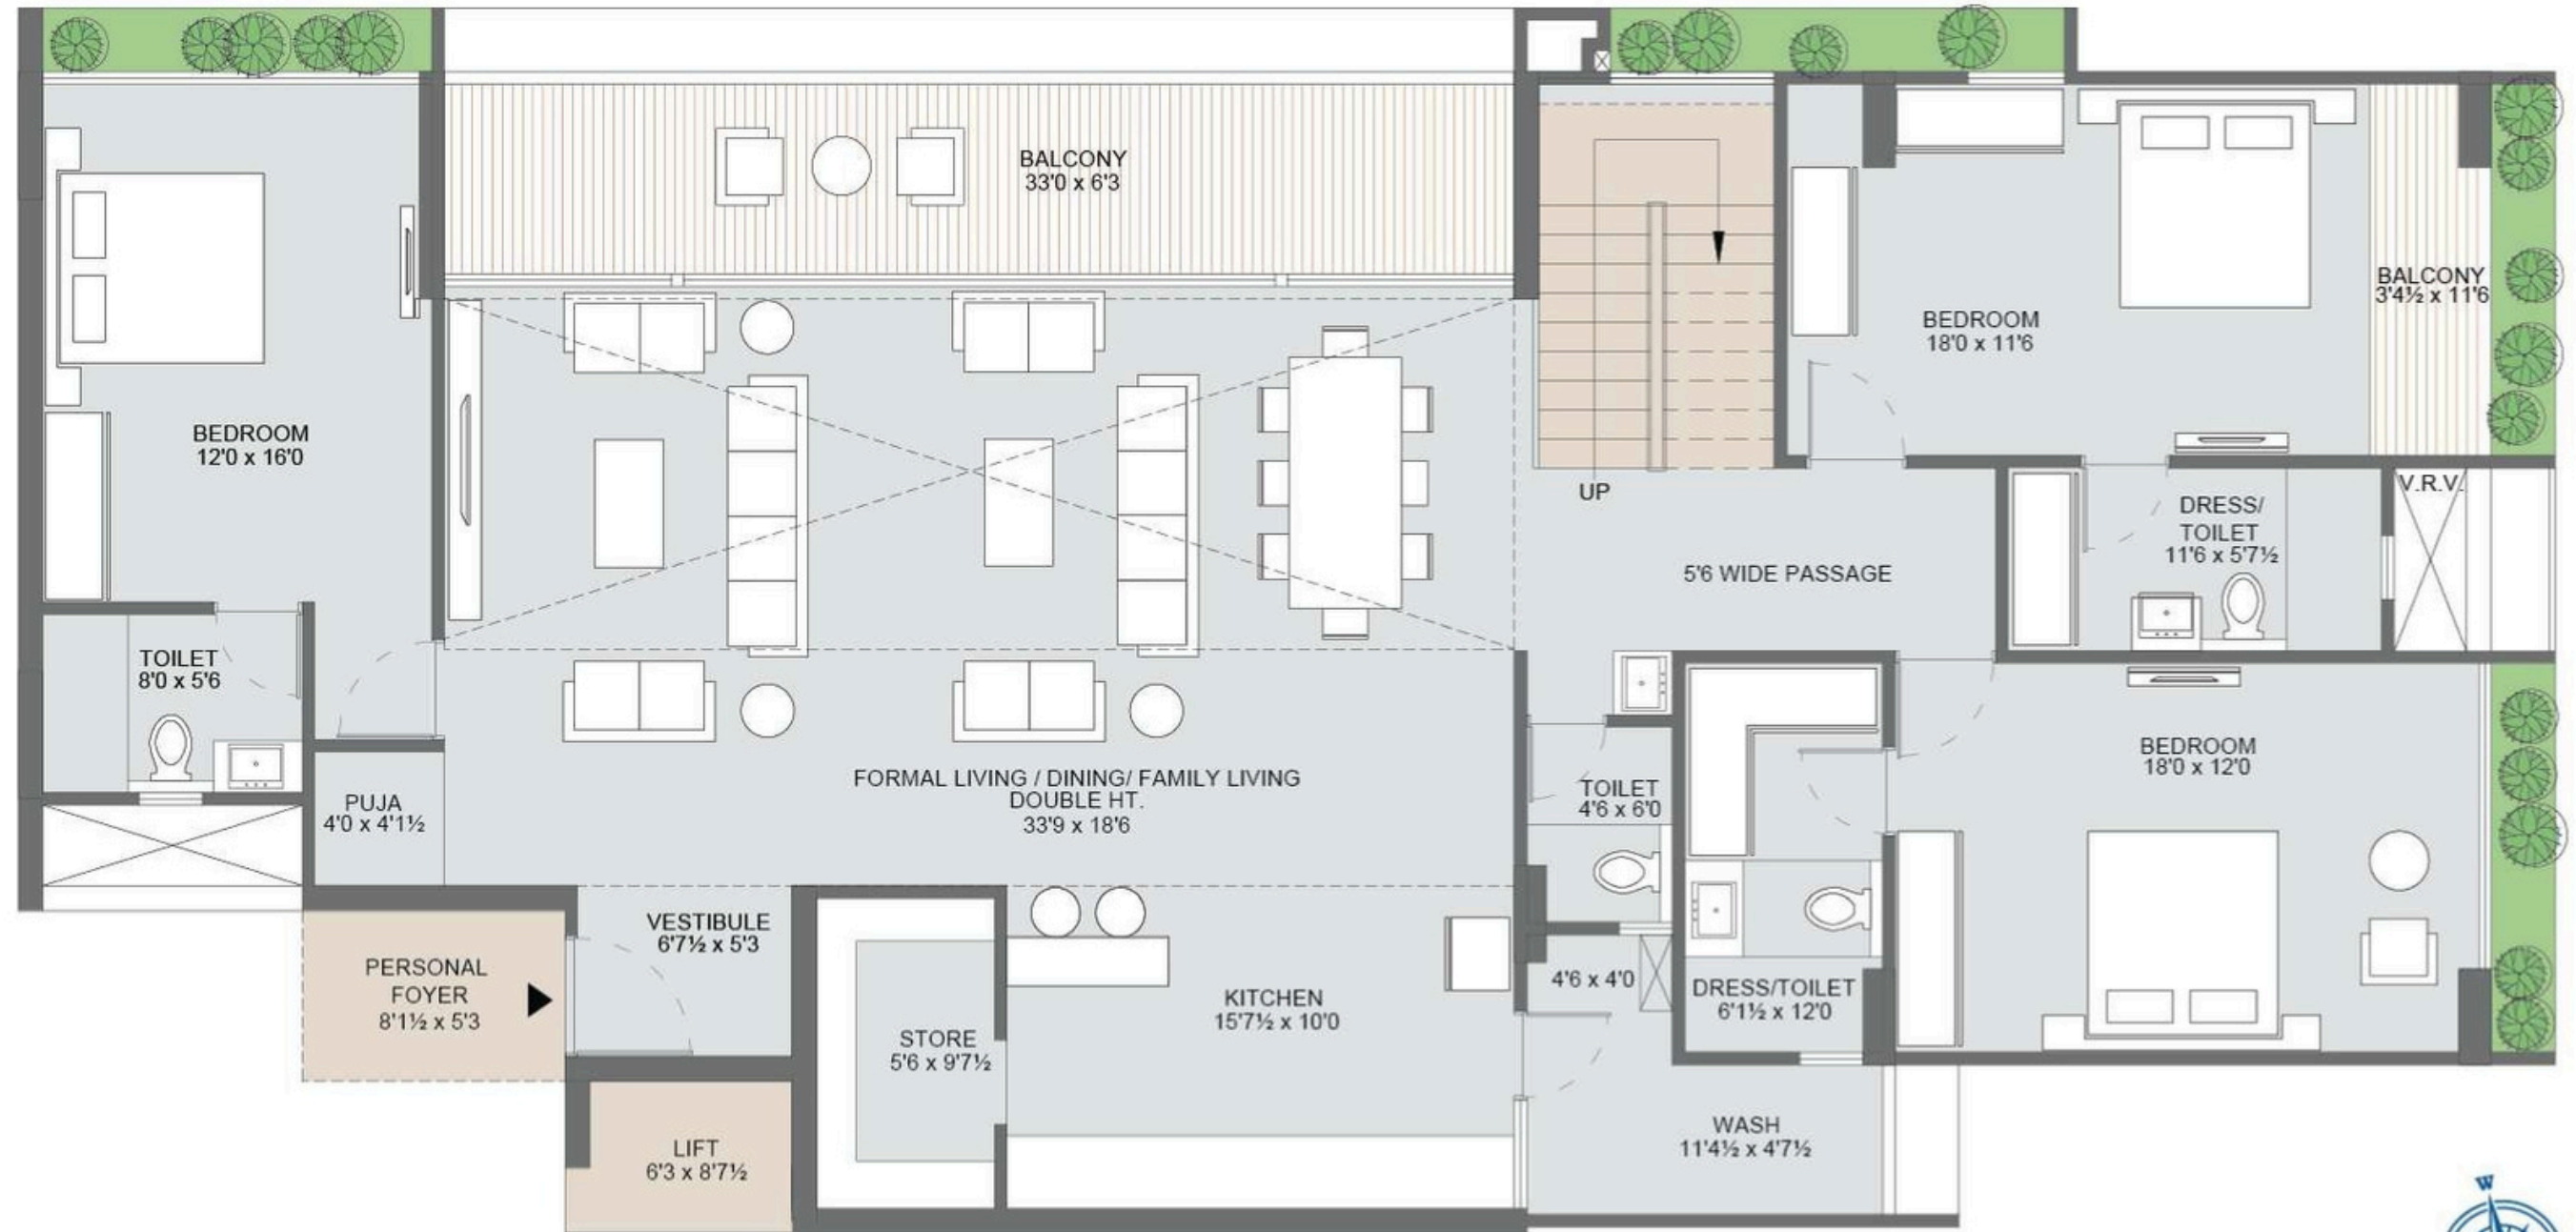 BALCONY
33'0 x 6'3
BEDROOM
12'0 x 16'0
BEDROOM
18'0 x 11'6
BALCONY
3'4½ x 11'6
UP
V.R.V.
DRESS/
TOILET
11'6 x 5'7½
5'6 WIDE PASSAGE
TOILET
8'0 x 5'6
PUJA
4'0 x 4'1½
FORMAL LIVING / DINING/ FAMILY LIVING
DOUBLE HT.
33'9 x 18'6
TOILET
4'6 x 6'0
BEDROOM
18'0 x 12'0
VESTIBULE
6'7½ x 5'3
PERSONAL
FOYER
8'1½ x 5'3
STORE
5'6 x 9'7½
KITCHEN
15'7½ x 10'0
4'6 x 4'0
DRESS/TOILET
6'1½ x 12'0
LIFT
6'3 x 8'7½
WASH
11'4½ x 4'7½
W